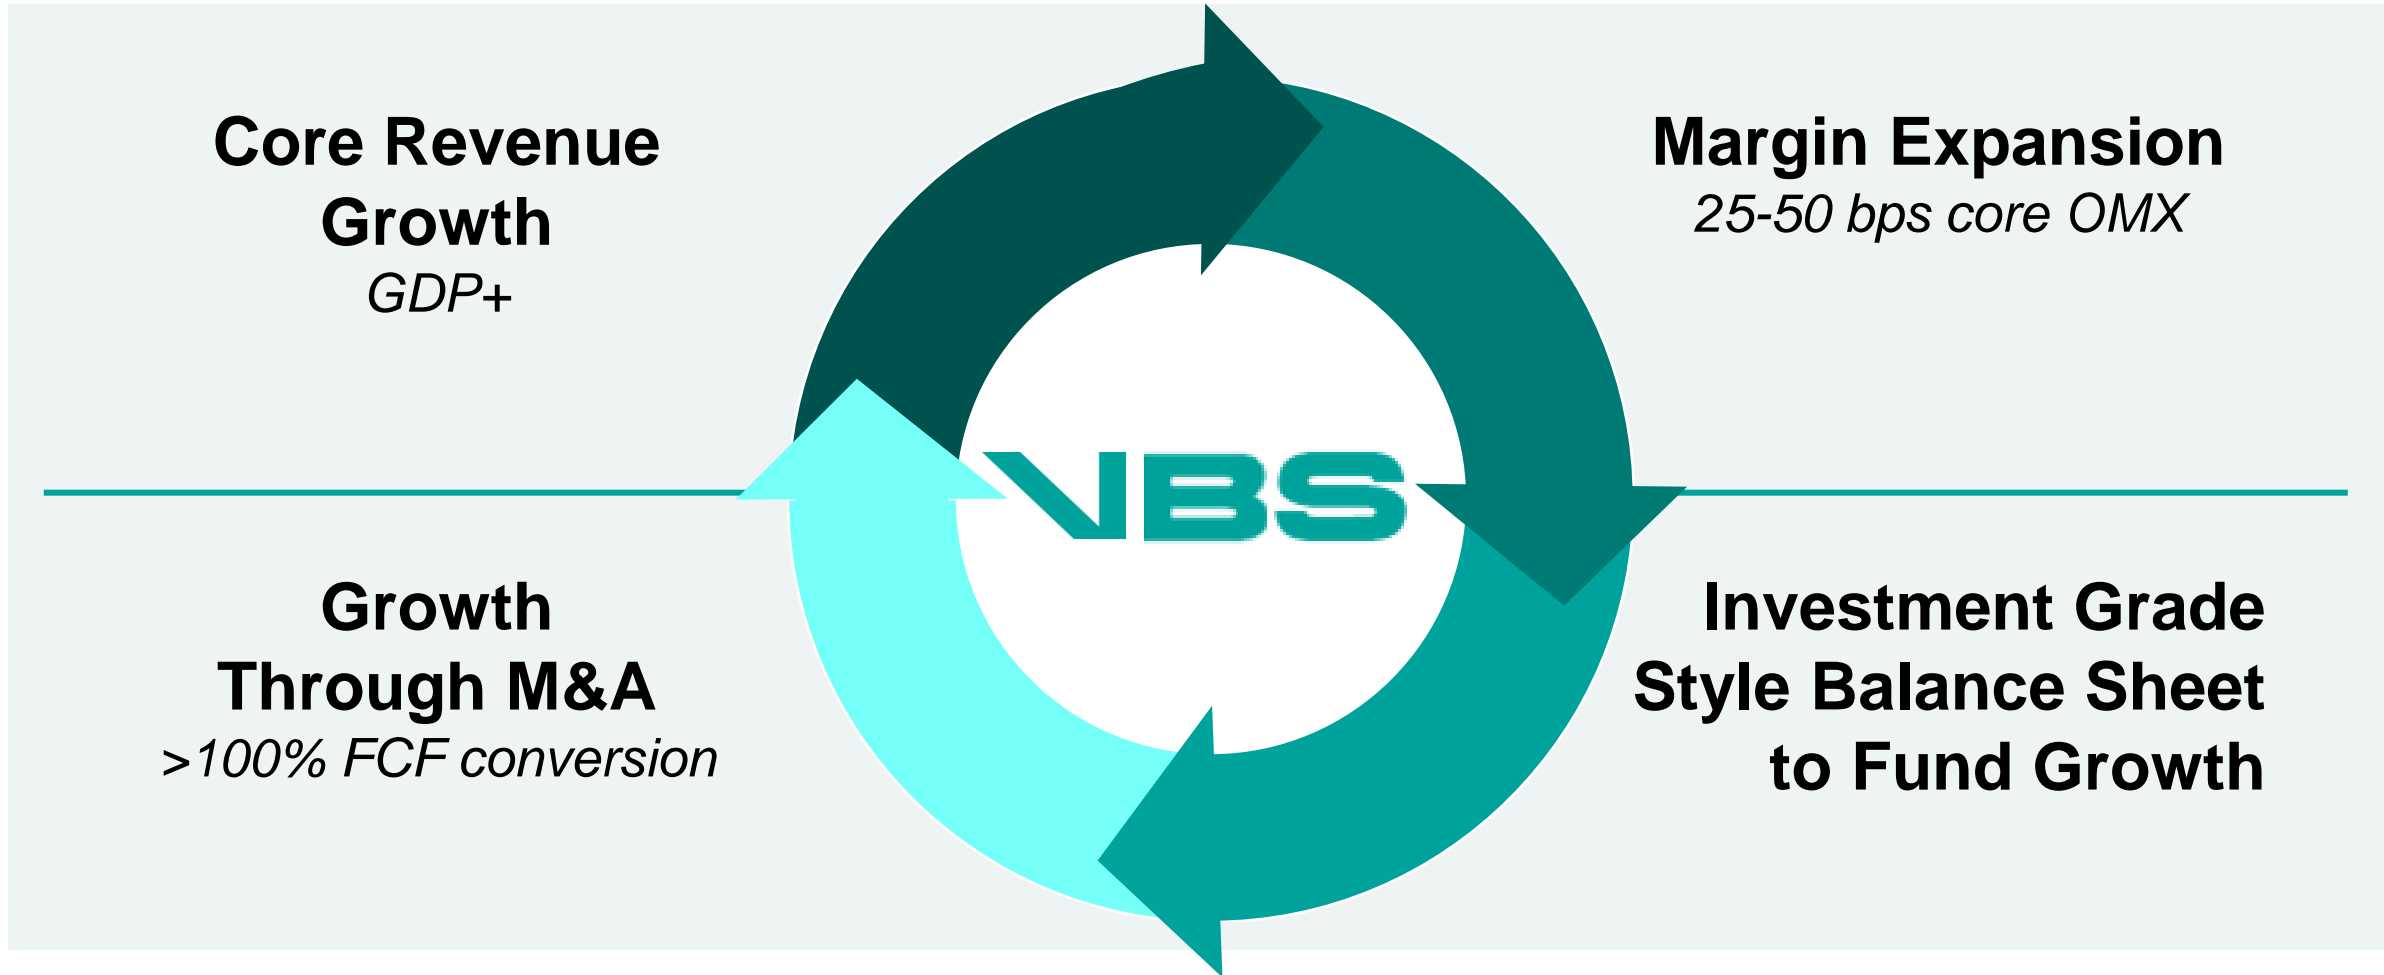 Core Revenue
Growth
GDP+
Margin Expansion
25-50 bps core OMX
VBS
Growth
Through M&A
>100% FCF conversion
Investment Grade
Style Balance Sheet
to Fund Growth